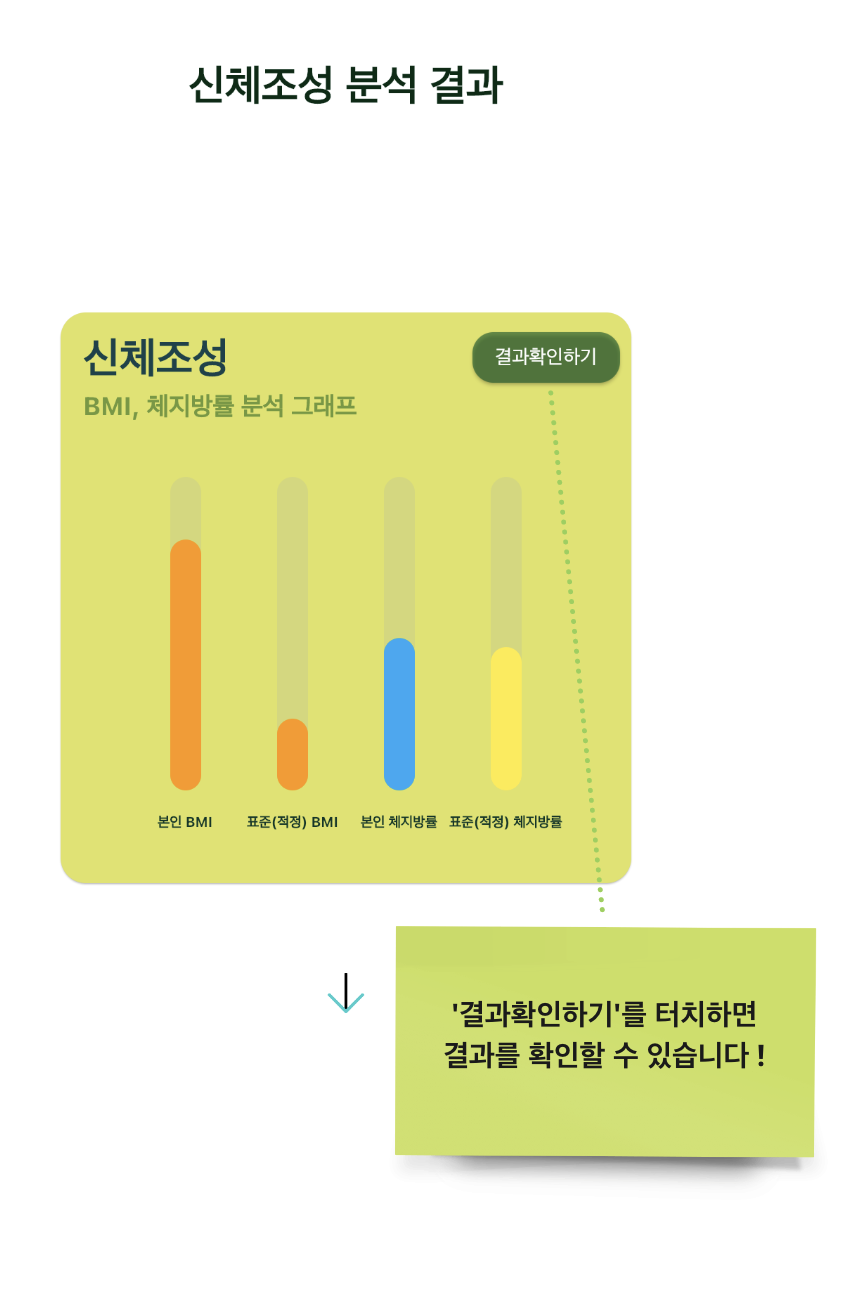 신체조성 분석 결과
신체조성
결과확인하기
BMI, 체지방률 분석 그래프
본인 BMI
표준(적정) BMI
본인 체지방률
표준(적정) 체지방률
'결과확인하기'를 터치하면
결과를 확인할 수 있습니다 !